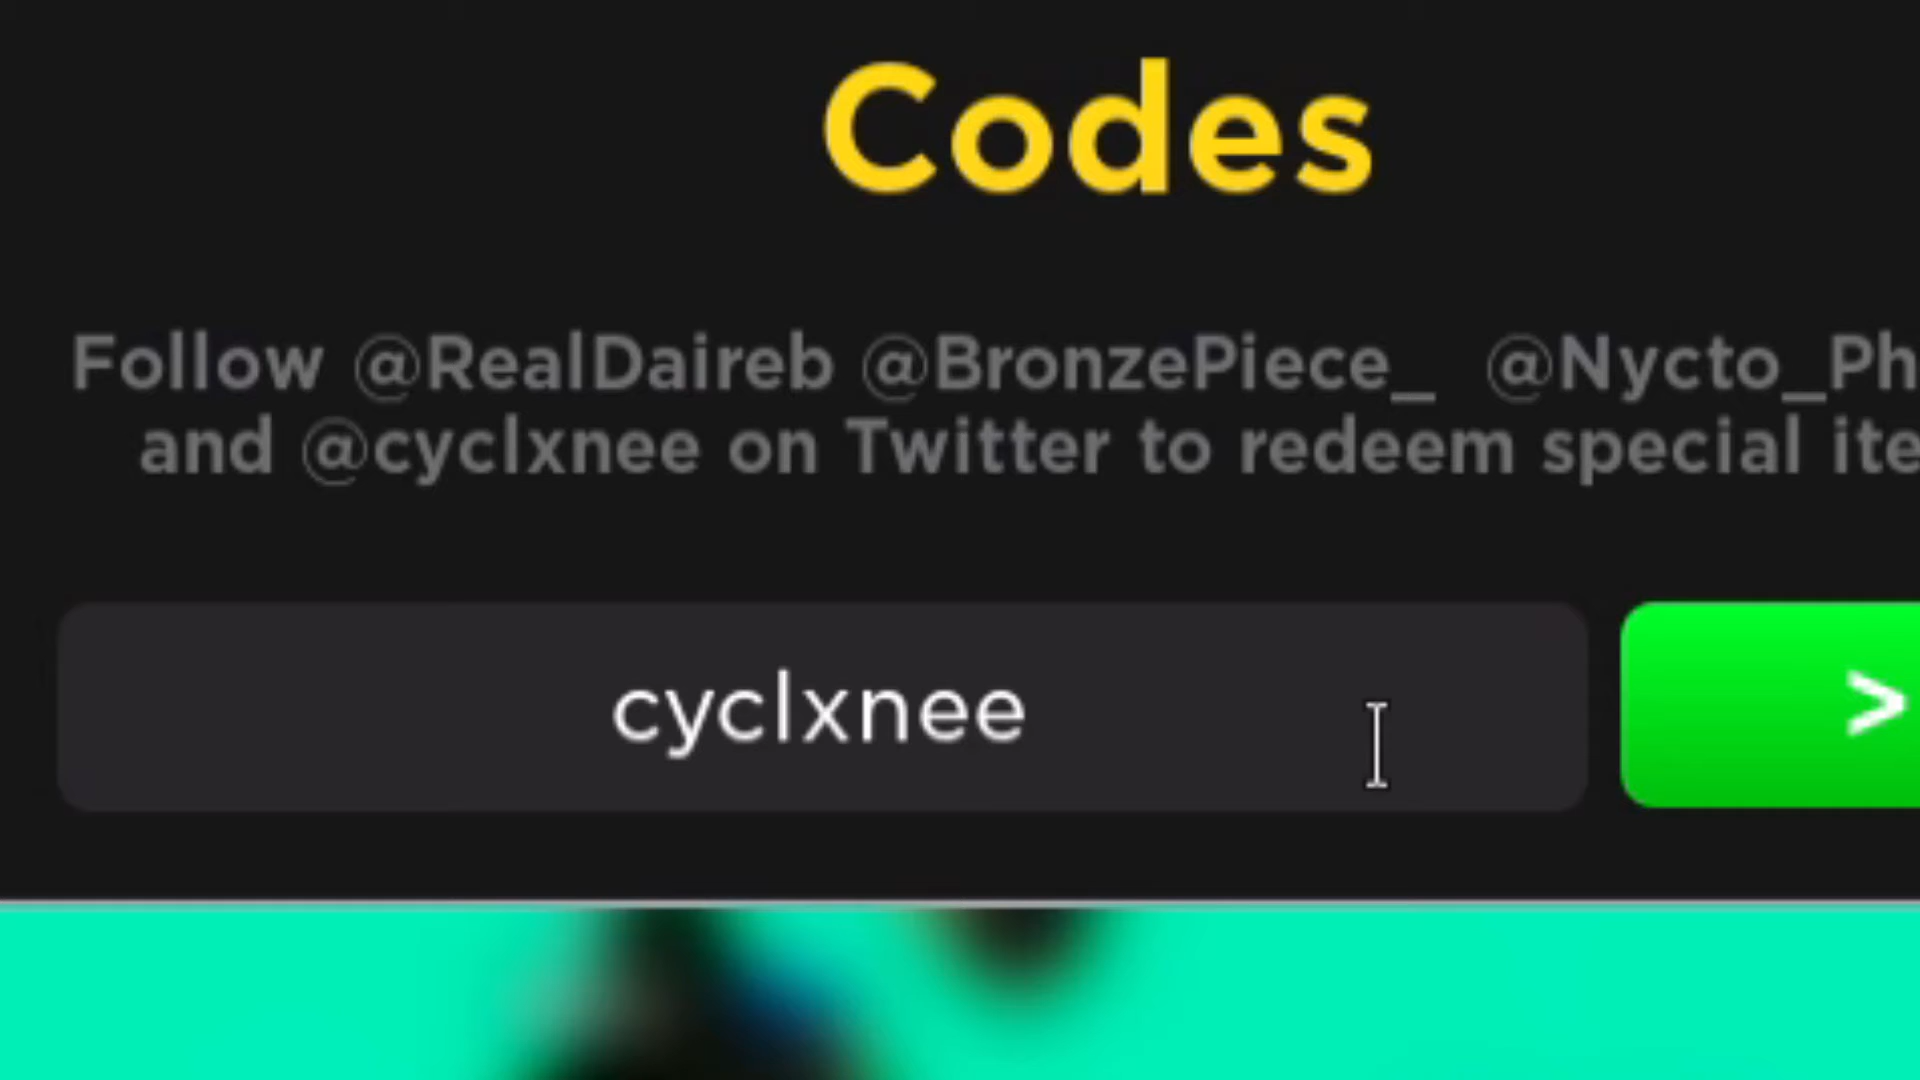 Codes
Follow @RealDaireb @BronzePiece_ @Nycto_Ph
and @cyclxnee on Twitter to redeem special ite
cyclxnee
>